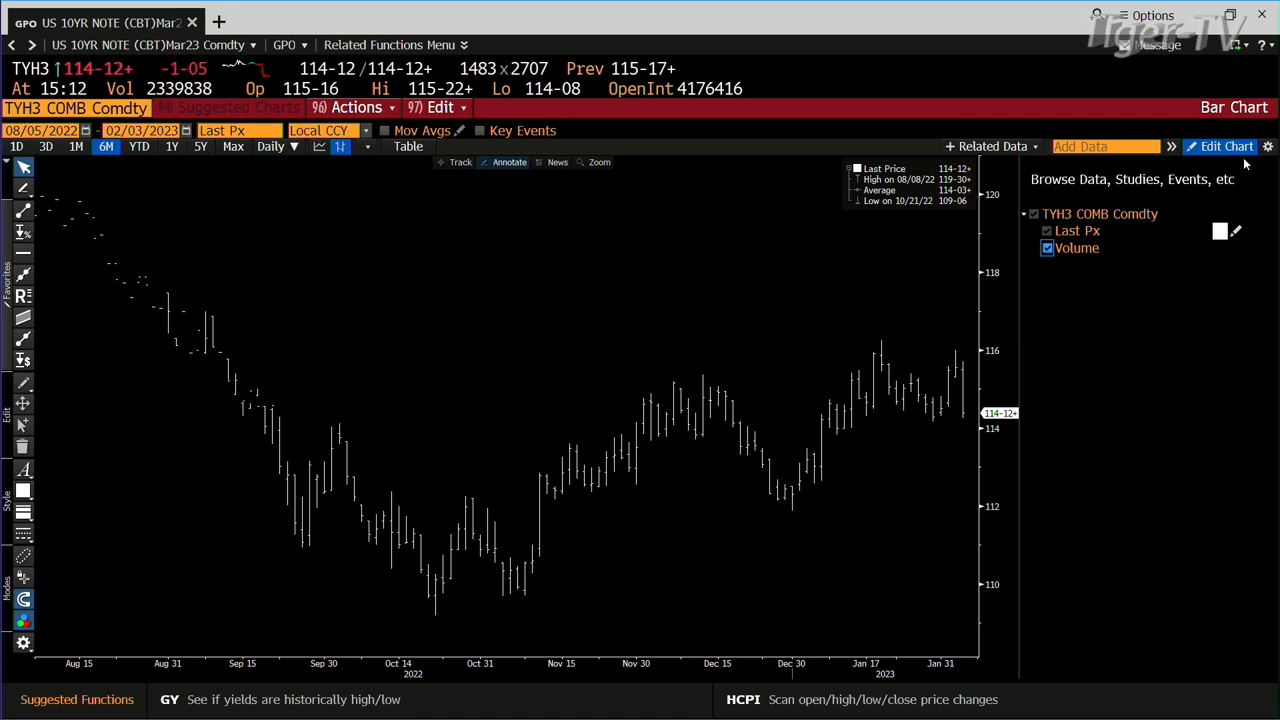 GPO US 10YR NOTE (CBT)Mar2 × +
Options
Tiger-TV
US 10YR NOTE (CBT)Mar23 Comdty GPO Related Functions Menu
Message ?
TYH3 ↑114-12+ -1-05 114-12 /114-12+ 1483 x 2707 Prev 115-17+
At 15:12 Vol 2339838 Op 115-16 Hi 115-22+ Lo 114-08 OpenInt 4176416
TYH3 COMB Comdty 94) Suggested Charts 96) Actions 97) Edit Bar Chart
08/05/2022 - 02/03/2023 Last Px Local CCY Mov Avgs Key Events
1D 3D 1M 6M YTD 1Y 5Y Max Daily ▼ Table + Related Data Add Data » Edit Chart
Track Annotate News Zoom
Last Price 114-12+
High on 08/08/22 119-30+
Average 114-03+
Low on 10/21/22 109-06
Browse Data, Studies, Events, etc
TYH3 COMB Comdty
Last Px
Volume
Favorites
Edit
Style
Modes
120
118
116
114-12+
114
112
110
Aug 15 Aug 31 Sep 15 Sep 30 Oct 14 Oct 31 Nov 15 Nov 30 Dec 15 Dec 30 Jan 17 Jan 31
2022 2023
Suggested Functions GY See if yields are historically high/low HCPI Scan open/high/low/close price changes